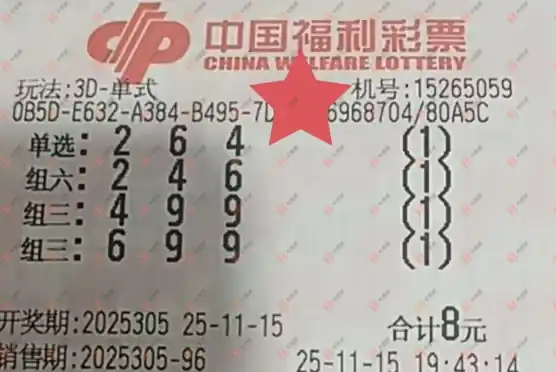 中国福利彩票
CHINA WELFARE LOTTERY
玩法:3D-单式 机号:15265059
0B5D-E632-A384-B495-7D 6968704/80A5C
单选: 2 6 4 (1)
组六: 2 4 6 (1)
组三: 4 9 9 (1)
组三: 6 9 9 (1)
开奖期:2025305 25-11-15 合计8元
销售期:2025305-96 25-11-15 19:43:14